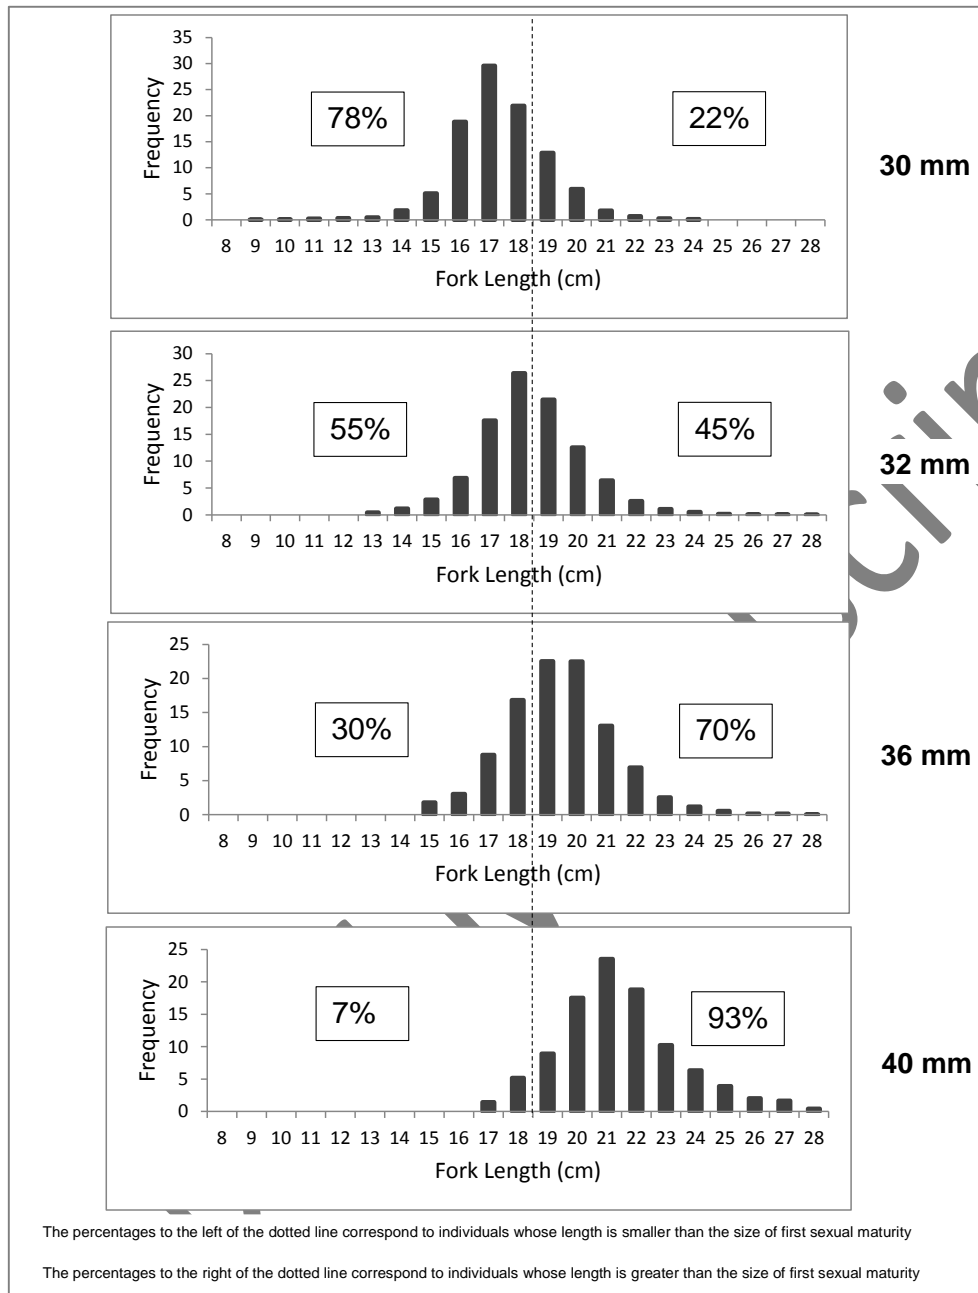 35
30
25
20
15
10
5
0
Frequency
78%
22%
30 mm
8 9 10 11 12 13 14 15 16 17 18 19 20 21 22 23 24 25 26 27 28
Fork Length (cm)
30
25
20
15
10
5
0
Frequency
55%
45%
32 mm
8 9 10 11 12 13 14 15 16 17 18 19 20 21 22 23 24 25 26 27 28
Fork Length (cm)
25
20
15
10
5
0
Frequency
30%
70%
36 mm
8 9 10 11 12 13 14 15 16 17 18 19 20 21 22 23 24 25 26 27 28
Fork Length (cm)
25
20
15
10
5
0
Frequency
7%
93%
40 mm
8 9 10 11 12 13 14 15 16 17 18 19 20 21 22 23 24 25 26 27 28
Fork Length (cm)
The percentages to the left of the dotted line correspond to individuals whose length is smaller than the size of first sexual maturity
The percentages to the right of the dotted line correspond to individuals whose length is greater than the size of first sexual maturity